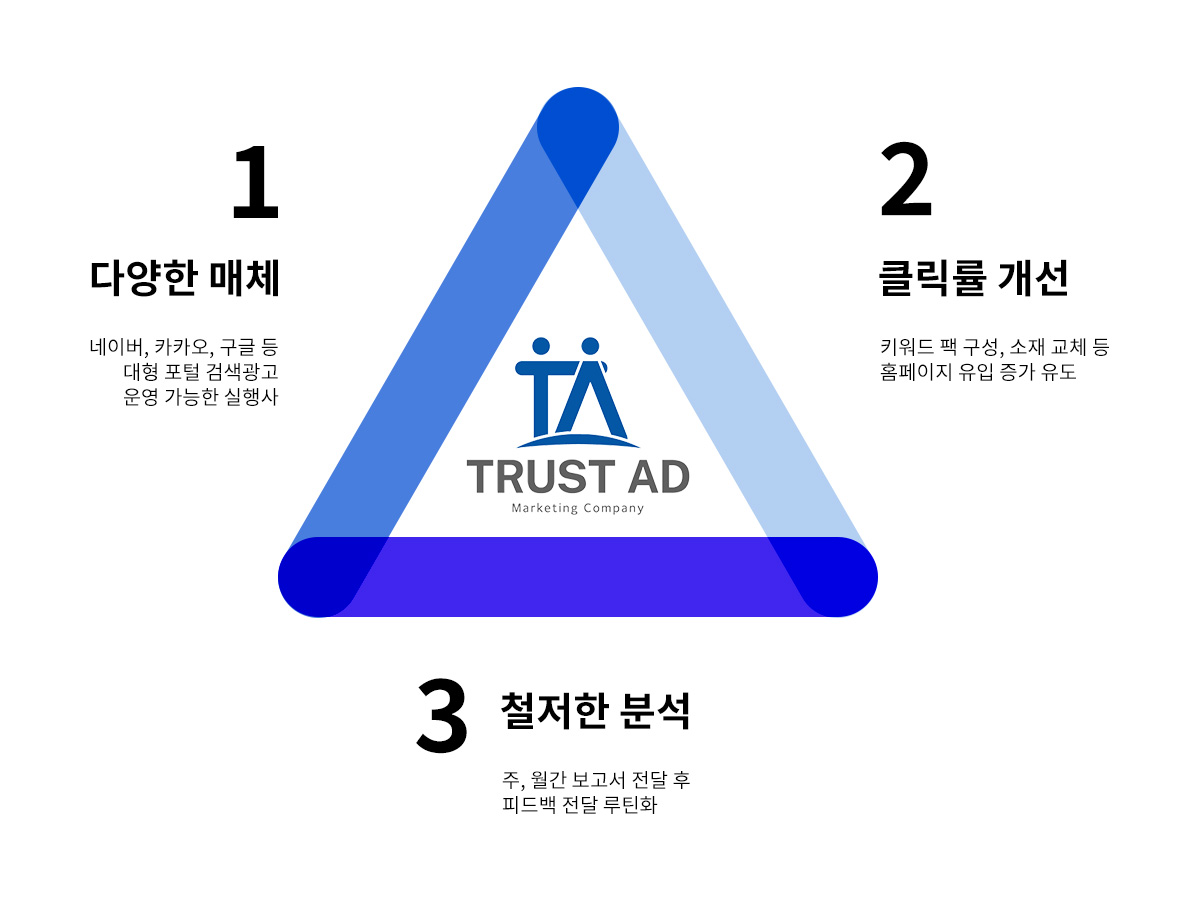 1
다양한 매체
네이버, 카카오, 구글 등
대형 포털 검색광고
운영 가능한 실행사
2
클릭률 개선
키워드 팩 구성, 소재 교체 등
홈페이지 유입 증가 유도
TA
TRUST AD
Marketing Company
3
철저한 분석
주, 월간 보고서 전달 후
피드백 전달 루틴화